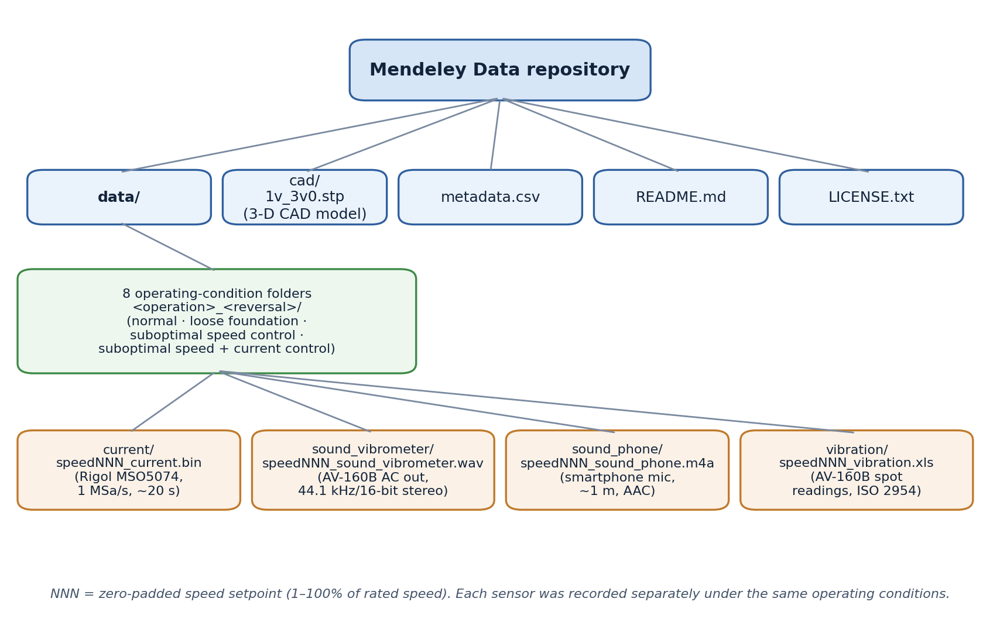 Mendeley Data repository
data/
cad/
1v_3v0.stp
(3-D CAD model)
metadata.csv
README.md
LICENSE.txt
8 operating-condition folders
<operation>_<reversal>/
(normal · loose foundation ·
suboptimal speed control ·
suboptimal speed + current control)
current/
speedNNN_current.bin
(Rigol MSO5074,
1 MSa/s, ~20 s)
sound_vibrometer/
speedNNN_sound_vibrometer.wav
(AV-160B AC out,
44.1 kHz/16-bit stereo)
sound_phone/
speedNNN_sound_phone.m4a
(smartphone mic,
~1 m, AAC)
vibration/
speedNNN_vibration.xls
(AV-160B spot
readings, ISO 2954)
NNN = zero-padded speed setpoint (1–100% of rated speed). Each sensor was recorded separately under the same operating conditions.